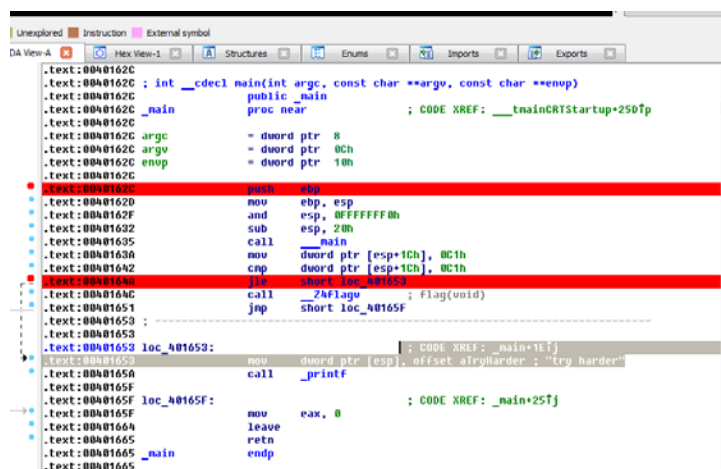 Unexplored Instruction External symbol
DA View-A Hex View-1 Structures Enums Imports Exports
.text:0040162C
.text:0040162C ; int __cdecl main(int argc, const char **argv, const char **envp)
.text:0040162C public _main
.text:0040162C _main proc near ; CODE XREF: ___tmainCRTStartup+25D↑p
.text:0040162C
.text:0040162C argc = dword ptr 8
.text:0040162C argv = dword ptr 0Ch
.text:0040162C envp = dword ptr 10h
.text:0040162C
.text:0040162C push ebp
.text:0040162D mov ebp, esp
.text:0040162F and esp, 0FFFFFFF0h
.text:00401632 sub esp, 20h
.text:00401635 call ___main
.text:0040163A mov dword ptr [esp+1Ch], 0C1h
.text:00401642 cmp dword ptr [esp+1Ch], 0C1h
.text:0040164A jle short loc_401653
.text:0040164C call __Z4flagv ; flag(void)
.text:00401651 jmp short loc_40165F
.text:00401653 ; ---------------------------------------------------------------------------
.text:00401653
.text:00401653 loc_401653: ; CODE XREF: _main+1E↑j
.text:00401653 mov dword ptr [esp], offset aTryHarder ; "try harder"
.text:0040165A call _printf
.text:0040165F
.text:0040165F loc_40165F: ; CODE XREF: _main+25↑j
.text:0040165F mov eax, 0
.text:00401664 leave
.text:00401665 retn
.text:00401665 _main endp
.text:00401665